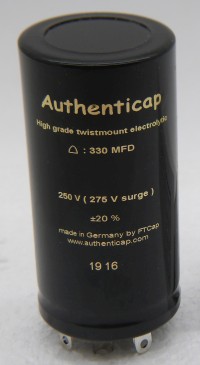 Authenticap
High grade twistmount electrolytic
△ : 330 MFD
250 V ( 275 V surge )
±20 %
made in Germany by FTCap
www.authenticap.com
19 16